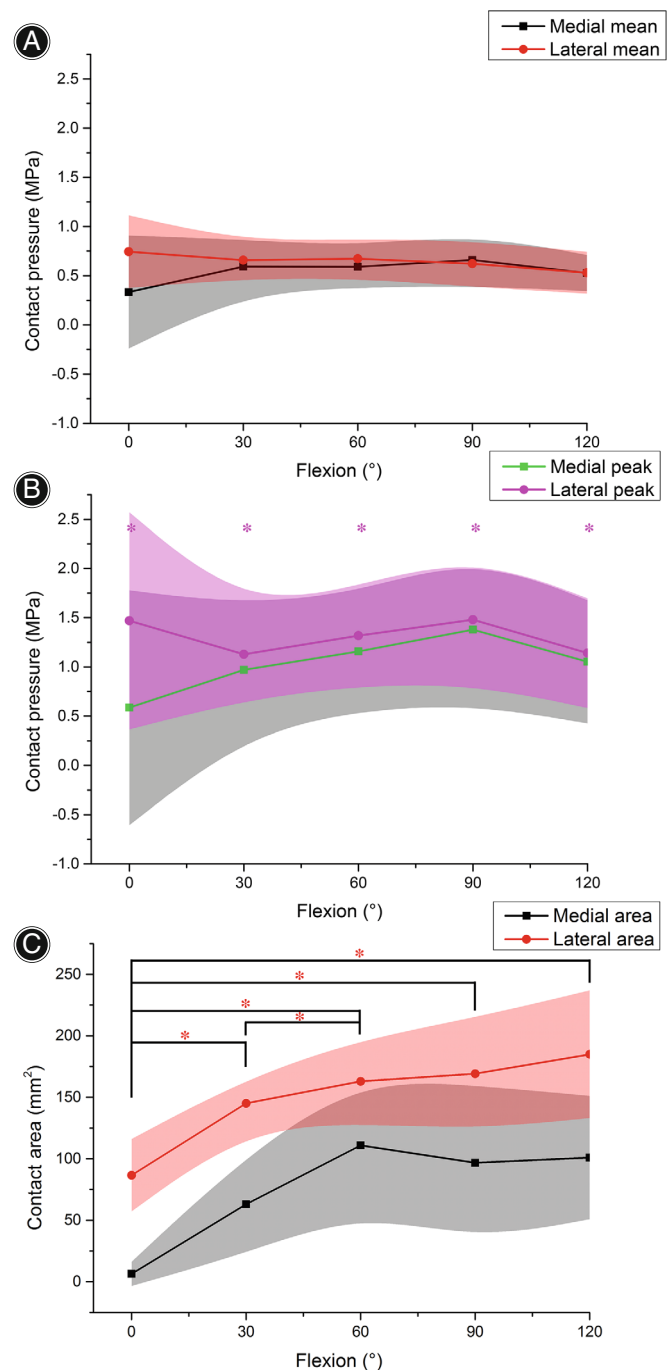 A
Medial mean
Lateral mean
2.5
2.0
1.5
1.0
0.5
0.0
-0.5
-1.0
Contact pressure (MPa)
0 30 60 90 120
Flexion (°)
B
Medial peak
Lateral peak
2.5
* * * * *
2.0
1.5
1.0
0.5
0.0
-0.5
-1.0
Contact pressure (MPa)
0 30 60 90 120
Flexion (°)
C
Medial area
Lateral area
250
200
150
100
50
0
Contact area (mm²)
*
*
*
*
*
0 30 60 90 120
Flexion (°)